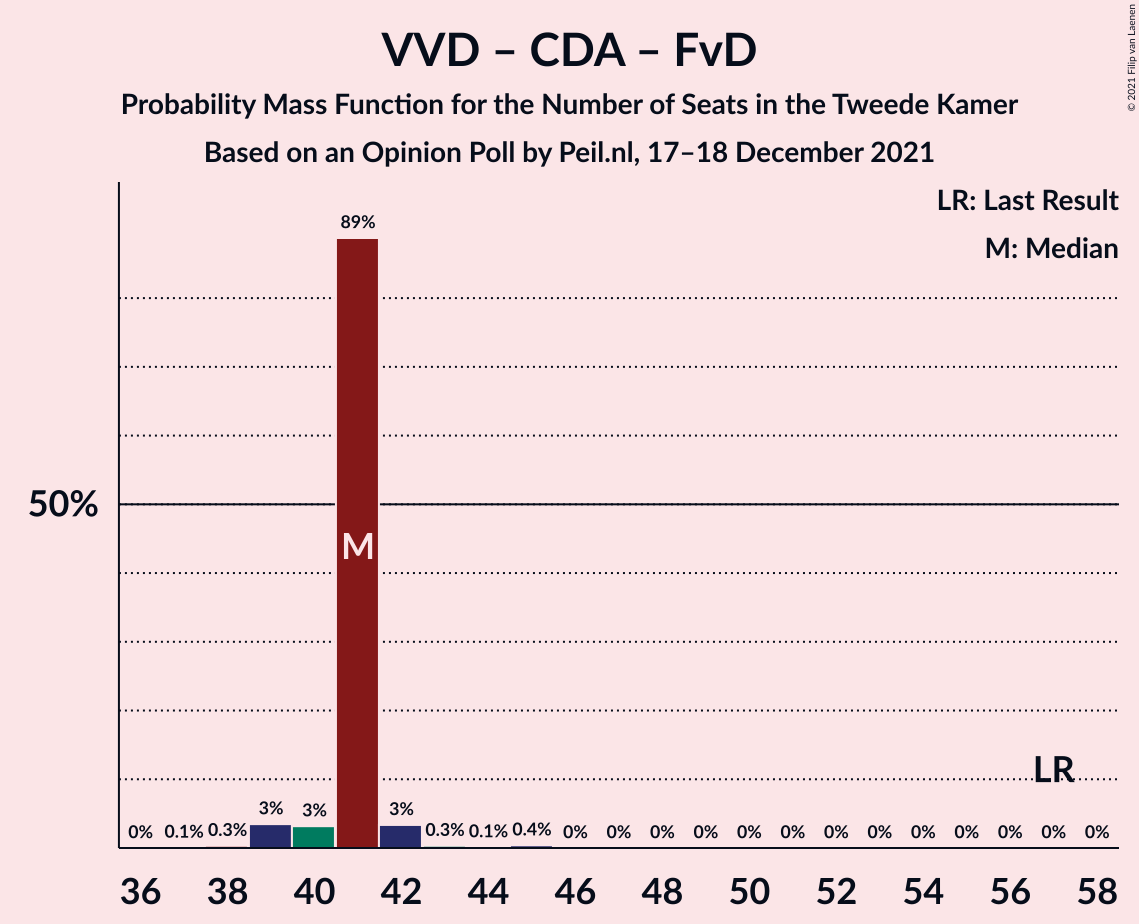 VVD – CDA – FvD
Probability Mass Function for the Number of Seats in the Tweede Kamer
Based on an Opinion Poll by Peil.nl, 17–18 December 2021
© 2021 Filip van Laenen
LR: Last Result
M: Median
89%
50%
M
LR
0% 0.1% 0.3% 3% 3% 3% 0.3% 0.1% 0.4% 0% 0% 0% 0% 0% 0% 0% 0% 0% 0% 0% 0% 0%
36 38 40 42 44 46 48 50 52 54 56 58